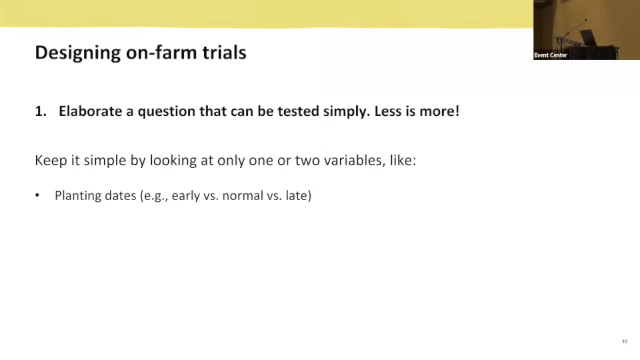 Designing on-farm trials
Event Center
1. Elaborate a question that can be tested simply. Less is more!
Keep it simple by looking at only one or two variables, like:
• Planting dates (e.g., early vs. normal vs. late)